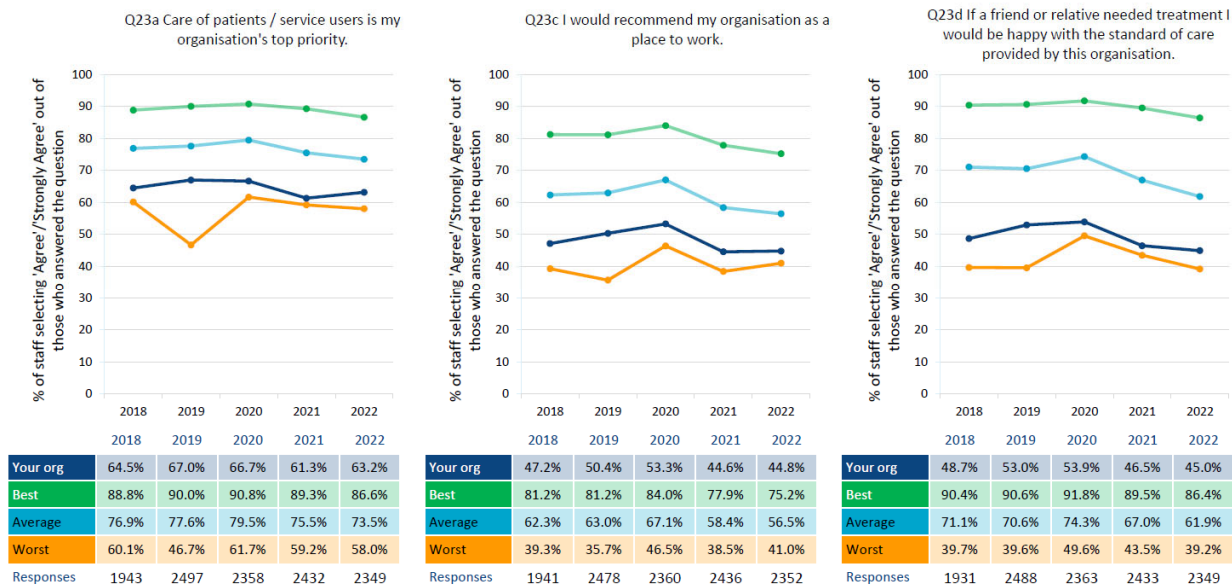 Q23a Care of patients / service users is my
organisation's top priority.
% of staff selecting 'Agree'/'Strongly Agree' out of
those who answered the question
100
90
80
70
60
50
40
30
20
10
0
2018 2019 2020 2021 2022
2018 2019 2020 2021 2022
Your org 64.5% 67.0% 66.7% 61.3% 63.2%
Best 88.8% 90.0% 90.8% 89.3% 86.6%
Average 76.9% 77.6% 79.5% 75.5% 73.5%
Worst 60.1% 46.7% 61.7% 59.2% 58.0%
Responses 1943 2497 2358 2432 2349
Q23c I would recommend my organisation as a
place to work.
% of staff selecting 'Agree'/'Strongly Agree' out of
those who answered the question
100
90
80
70
60
50
40
30
20
10
0
2018 2019 2020 2021 2022
2018 2019 2020 2021 2022
Your org 47.2% 50.4% 53.3% 44.6% 44.8%
Best 81.2% 81.2% 84.0% 77.9% 75.2%
Average 62.3% 63.0% 67.1% 58.4% 56.5%
Worst 39.3% 35.7% 46.5% 38.5% 41.0%
Responses 1941 2478 2360 2436 2352
Q23d If a friend or relative needed treatment I
would be happy with the standard of care
provided by this organisation.
% of staff selecting 'Agree'/'Strongly Agree' out of
those who answered the question
100
90
80
70
60
50
40
30
20
10
0
2018 2019 2020 2021 2022
2018 2019 2020 2021 2022
Your org 48.7% 53.0% 53.9% 46.5% 45.0%
Best 90.4% 90.6% 91.8% 89.5% 86.4%
Average 71.1% 70.6% 74.3% 67.0% 61.9%
Worst 39.7% 39.6% 49.6% 43.5% 39.2%
Responses 1931 2488 2363 2433 2349